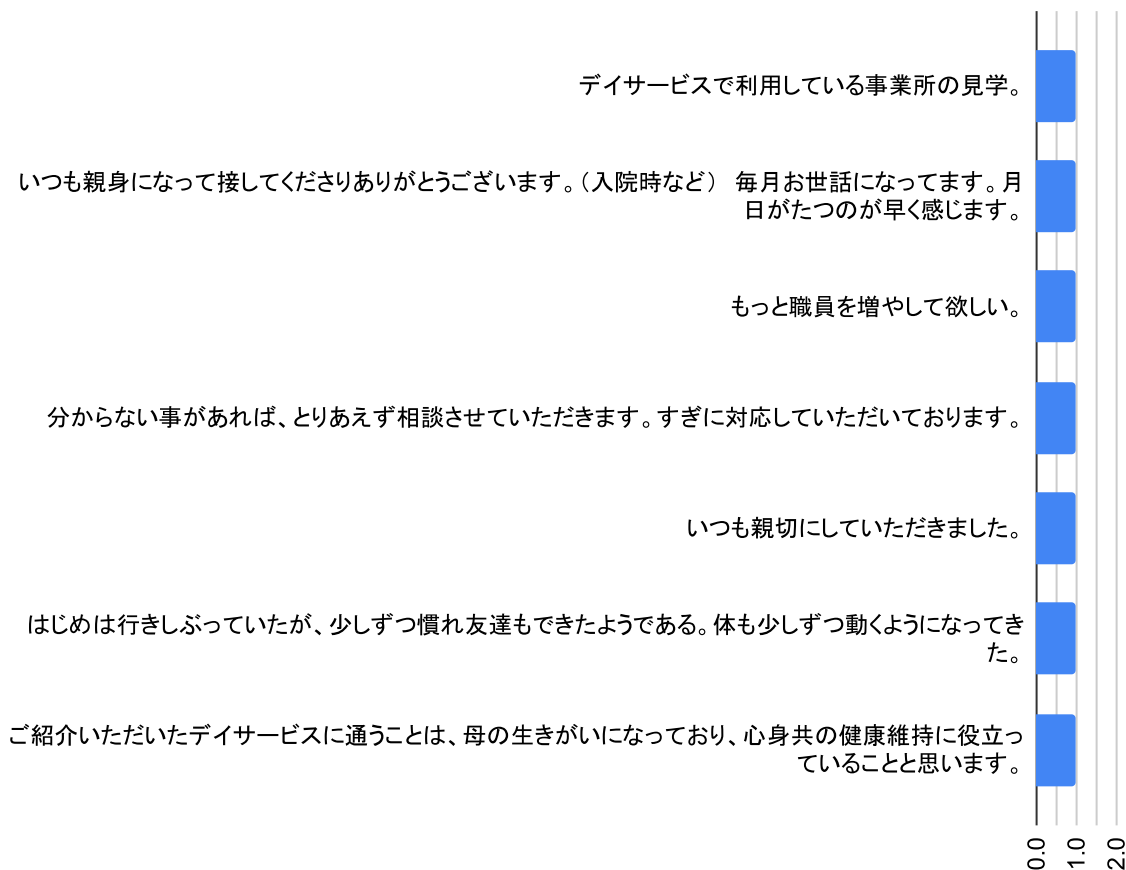 デイサービスで利用している事業所の見学。
いつも親身になって接してくださりありがとうございます。（入院時など）　毎月お世話になってます。月
日がたつのが早く感じます。
もっと職員を増やして欲しい。
分からない事があれば、とりあえず相談させていただきます。すぎに対応していただいております。
いつも親切にしていただきました。
はじめは行きしぶっていたが、少しずつ慣れ友達もできたようである。体も少しずつ動くようになってき
た。
ご紹介いただいたデイサービスに通うことは、母の生きがいになっており、心身共の健康維持に役立っ
ていることと思います。
0.0
1.0
2.0